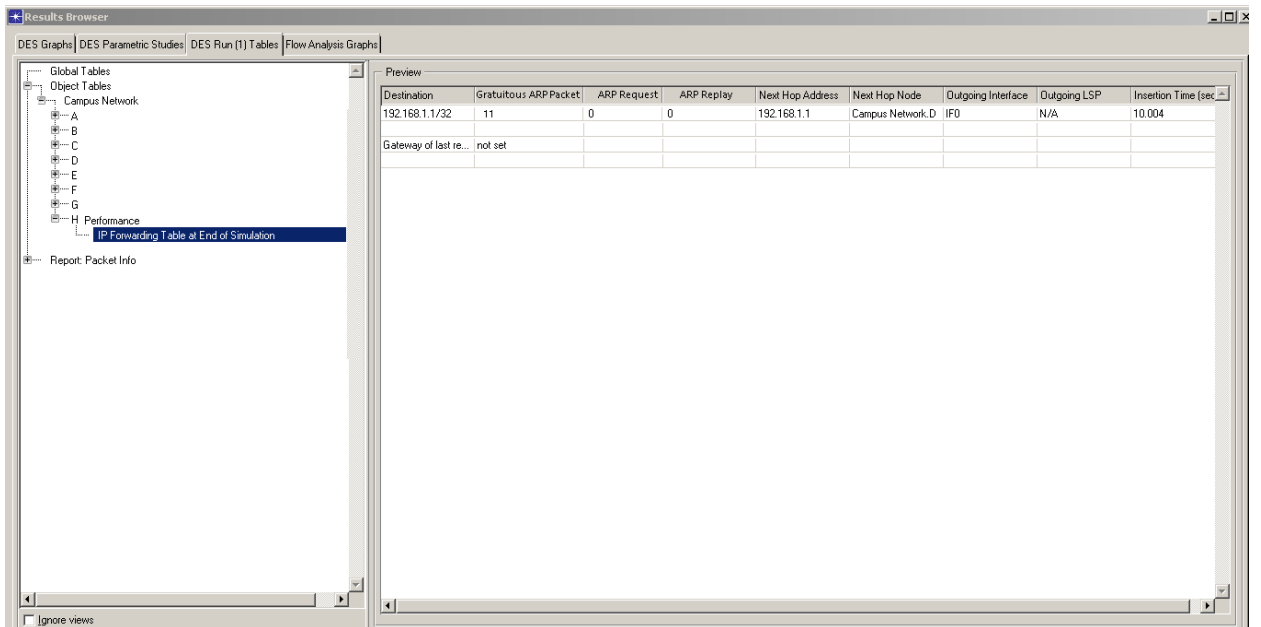 Results Browser
DES Graphs DES Parametric Studies DES Run (1) Tables Flow Analysis Graphs
Global Tables
Object Tables
Campus Network
A
B
C
D
E
F
G
H Performance
IP Forwarding Table at End of Simulation
Report: Packet Info
Ignore views
Preview
Destination Gratuitous ARP Packet ARP Request ARP Replay Next Hop Address Next Hop Node Outgoing Interface Outgoing LSP Insertion Time (sec
192.168.1.1/32 11 0 0 192.168.1.1 Campus Network.D IF0 N/A 10.004
Gateway of last re... not set